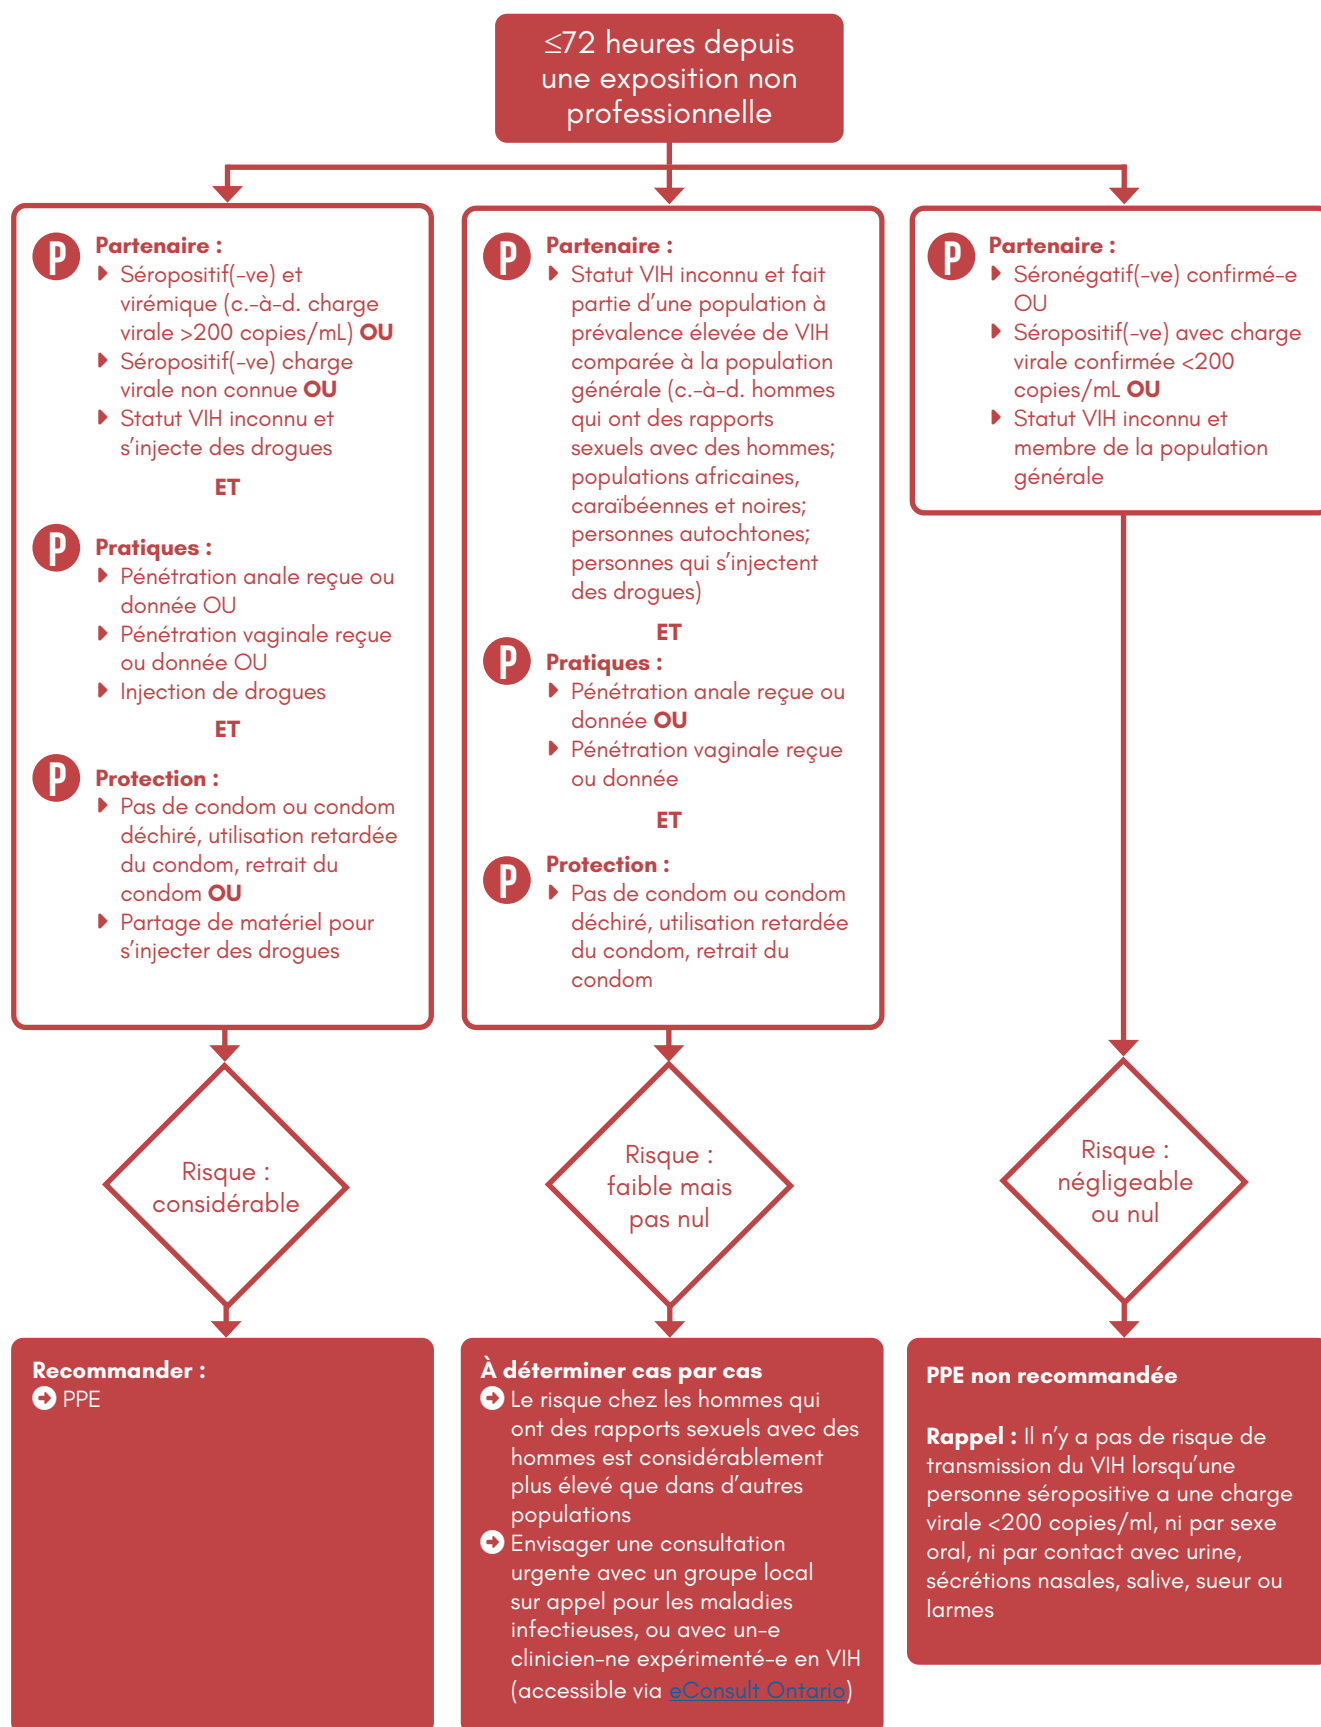 ≤72 heures depuis
une exposition non
professionnelle
P
Partenaire :
Séropositif(-ve) et
virémique (c.-à-d. charge
virale >200 copies/mL) OU
Séropositif(-ve) charge
virale non connue OU
Statut VIH inconnu et
s'injecte des drogues
ET
P
Pratiques :
Pénétration anale reçue ou
donnée OU
Pénétration vaginale reçue
ou donnée OU
Injection de drogues
ET
P
Protection :
Pas de condom ou condom
déchiré, utilisation retardée
du condom, retrait du
condom OU
Partage de matériel pour
s'injecter des drogues
Risque :
considérable
Recommander :
PPE
P
Partenaire :
Statut VIH inconnu et fait
partie d'une population à
prévalence élevée de VIH
comparée à la population
générale (c.-à-d. hommes
qui ont des rapports
sexuels avec des hommes;
populations africaines,
caraïbéennes et noires;
personnes autochtones;
personnes qui s'injectent
des drogues)
ET
P
Pratiques :
Pénétration anale reçue ou
donnée OU
Pénétration vaginale reçue
ou donnée
ET
P
Protection :
Pas de condom ou condom
déchiré, utilisation retardée
du condom, retrait du
condom
Risque :
faible mais
pas nul
À déterminer cas par cas
Le risque chez les hommes qui
ont des rapports sexuels avec des
hommes est considérablement
plus élevé que dans d'autres
populations
Envisager une consultation
urgente avec un groupe local
sur appel pour les maladies
infectieuses, ou avec un-e
clinicien-ne expérimenté-e en VIH
(accessible via eConsult Ontario)
P
Partenaire :
Séronégatif(-ve) confirmé-e
OU
Séropositif(-ve) avec charge
virale confirmée <200
copies/mL OU
Statut VIH inconnu et
membre de la population
générale
Risque :
négligeable
ou nul
PPE non recommandée
Rappel : Il n'y a pas de risque de
transmission du VIH lorsqu'une
personne séropositive a une charge
virale <200 copies/ml, ni par sexe
oral, ni par contact avec urine,
sécrétions nasales, salive, sueur ou
larmes